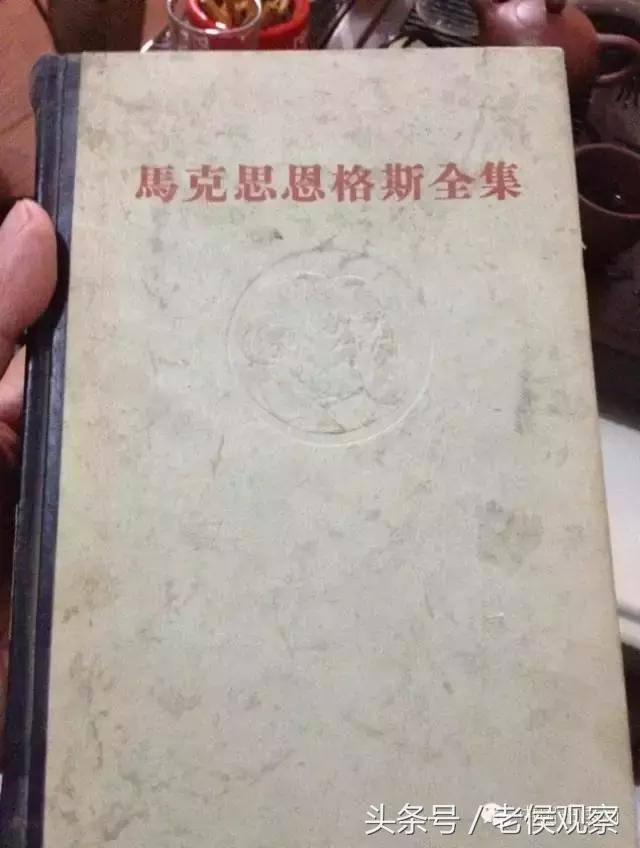 馬克思恩格斯全集
头条号 / 老侯观察